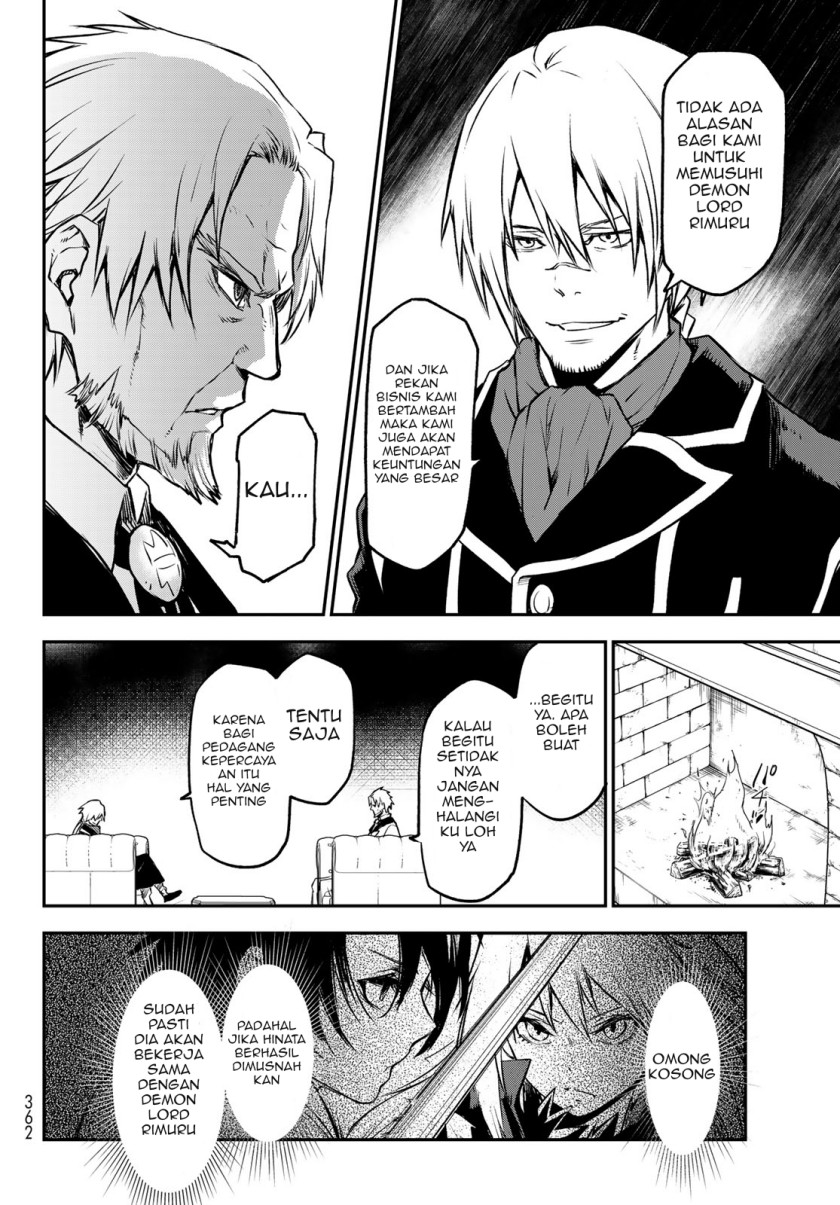 TIDAK ADA
ALASAN
BAGI KAMI
UNTUK
MEMUSUHI
DEMON
LORD
RIMURU
DAN JIKA
REKAN
BISNIS KAMI
BERTAMBAH
MAKA KAMI
JUGA AKAN
MENDAPAT
KEUNTUNGAN
YANG BESAR
KAU...
...BEGITU
YA. APA
BOLEH
BUAT
KALAU
BEGITU
SETIDAK
NYA
JANGAN
MENG-
HALANGI
KU LOH
YA
TENTU
SAJA
KARENA
BAGI
PEDAGANG
KEPERCAYA
AN ITU
HAL YANG
PENTING
OMONG
KOSONG
PADAHAL
JIKA HINATA
BERHASIL
DIMUSNAH
KAN
SUDAH
PASTI
DIA AKAN
BEKERJA
SAMA
DENGAN
DEMON
LORD
RIMURU
362